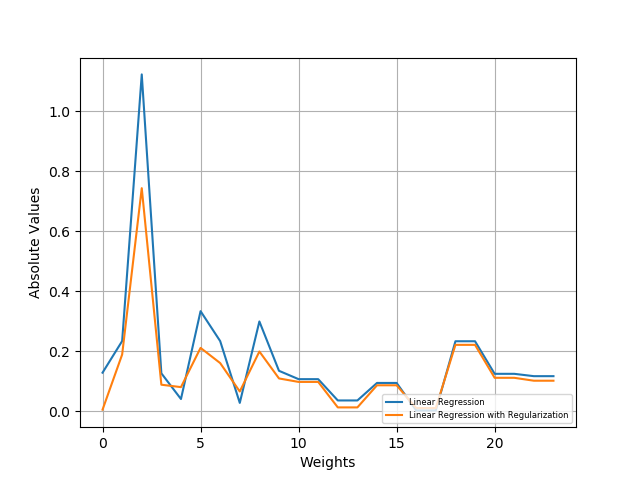 1.0
0.8
0.6
0.4
0.2
0.0
Absolute Values
0 5 10 15 20
Weights
Linear Regression
Linear Regression with Regularization